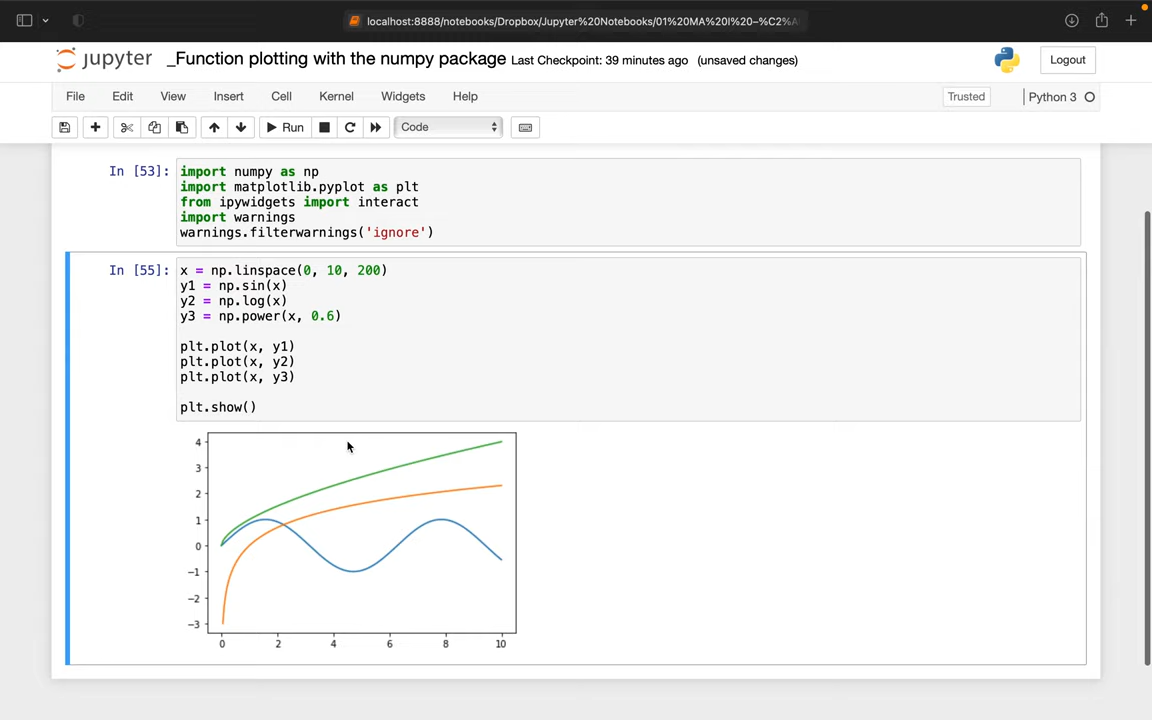 localhost:8888/notebooks/Dropbox/Jupyter%20Notebooks/01%20MA%20I%20–%C2%A
jupyter _Function plotting with the numpy package Last Checkpoint: 39 minutes ago (unsaved changes) Logout
File Edit View Insert Cell Kernel Widgets Help Trusted Python 3
Run Code
In [53]: import numpy as np
import matplotlib.pyplot as plt
from ipywidgets import interact
import warnings
warnings.filterwarnings('ignore')
In [55]: x = np.linspace(0, 10, 200)
y1 = np.sin(x)
y2 = np.log(x)
y3 = np.power(x, 0.6)
plt.plot(x, y1)
plt.plot(x, y2)
plt.plot(x, y3)
plt.show()
4
3
2
1
0
−1
−2
−3
0 2 4 6 8 10